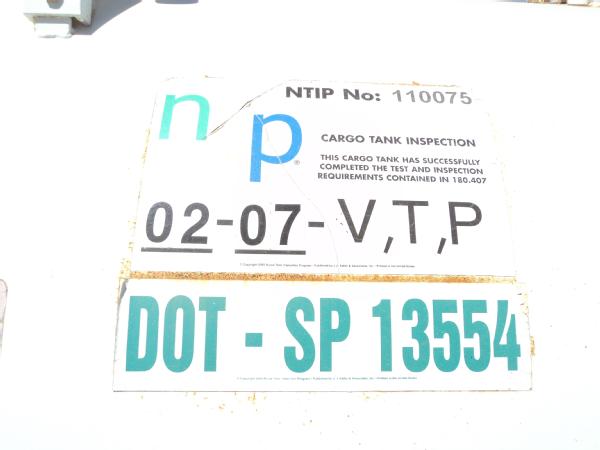 n
p®
NTIP No: 110075
CARGO TANK INSPECTION
THIS CARGO TANK HAS SUCCESSFULLY
COMPLETED THE TEST AND INSPECTION
REQUIREMENTS CONTAINED IN 180.407
02-07-V,T,P
DOT - SP 13554